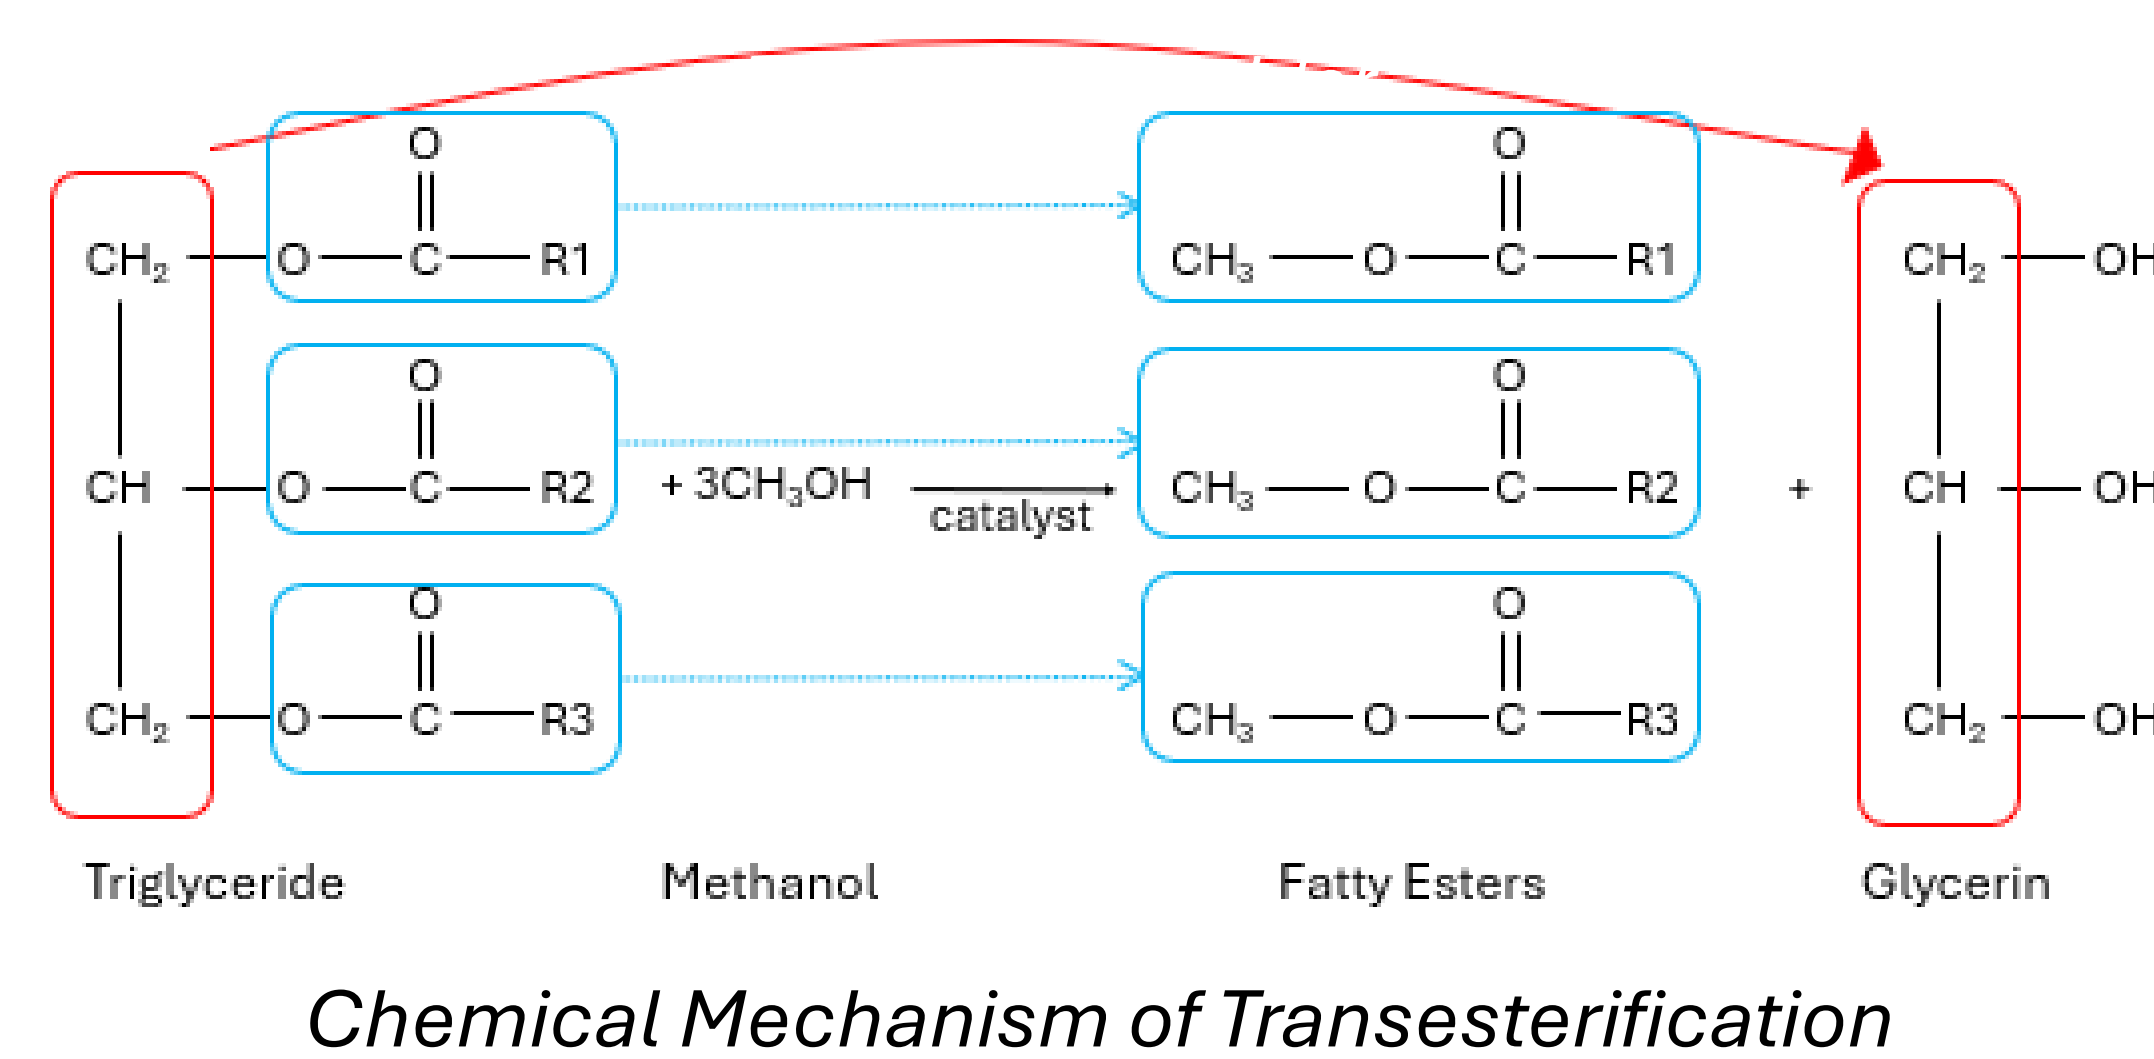 O O
CH₂ O C R1 CH₃ O C R1 CH₂ OH
O O
CH O C R2 + 3CH₃OH CH₃ O C R2 + CH OH
catalyst
O O
CH₂ O C R3 CH₃ O C R3 CH₂ OH
Triglyceride Methanol Fatty Esters Glycerin
Chemical Mechanism of Transesterification